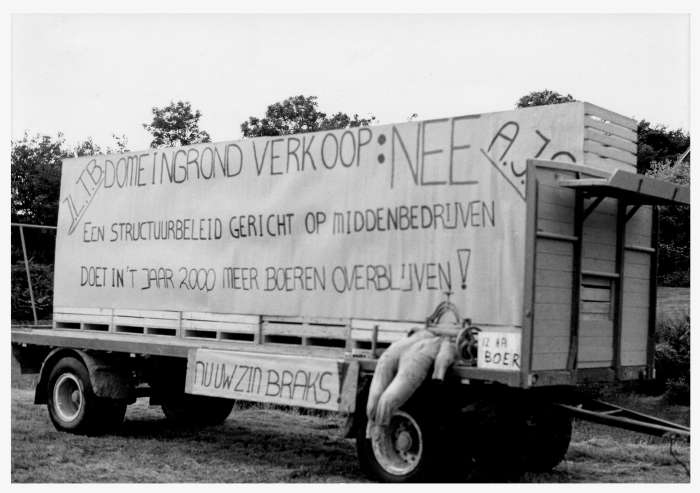 DOMEINGROND VERKOOP: NEE
EEN STRUCTUURBELEID GERICHT OP MIDDENBEDRIJVEN
DOET IN'T JAAR 2000 MEER BOEREN OVERBLIJVEN!
NUUWZIN BRAKS
12 HA
BOER